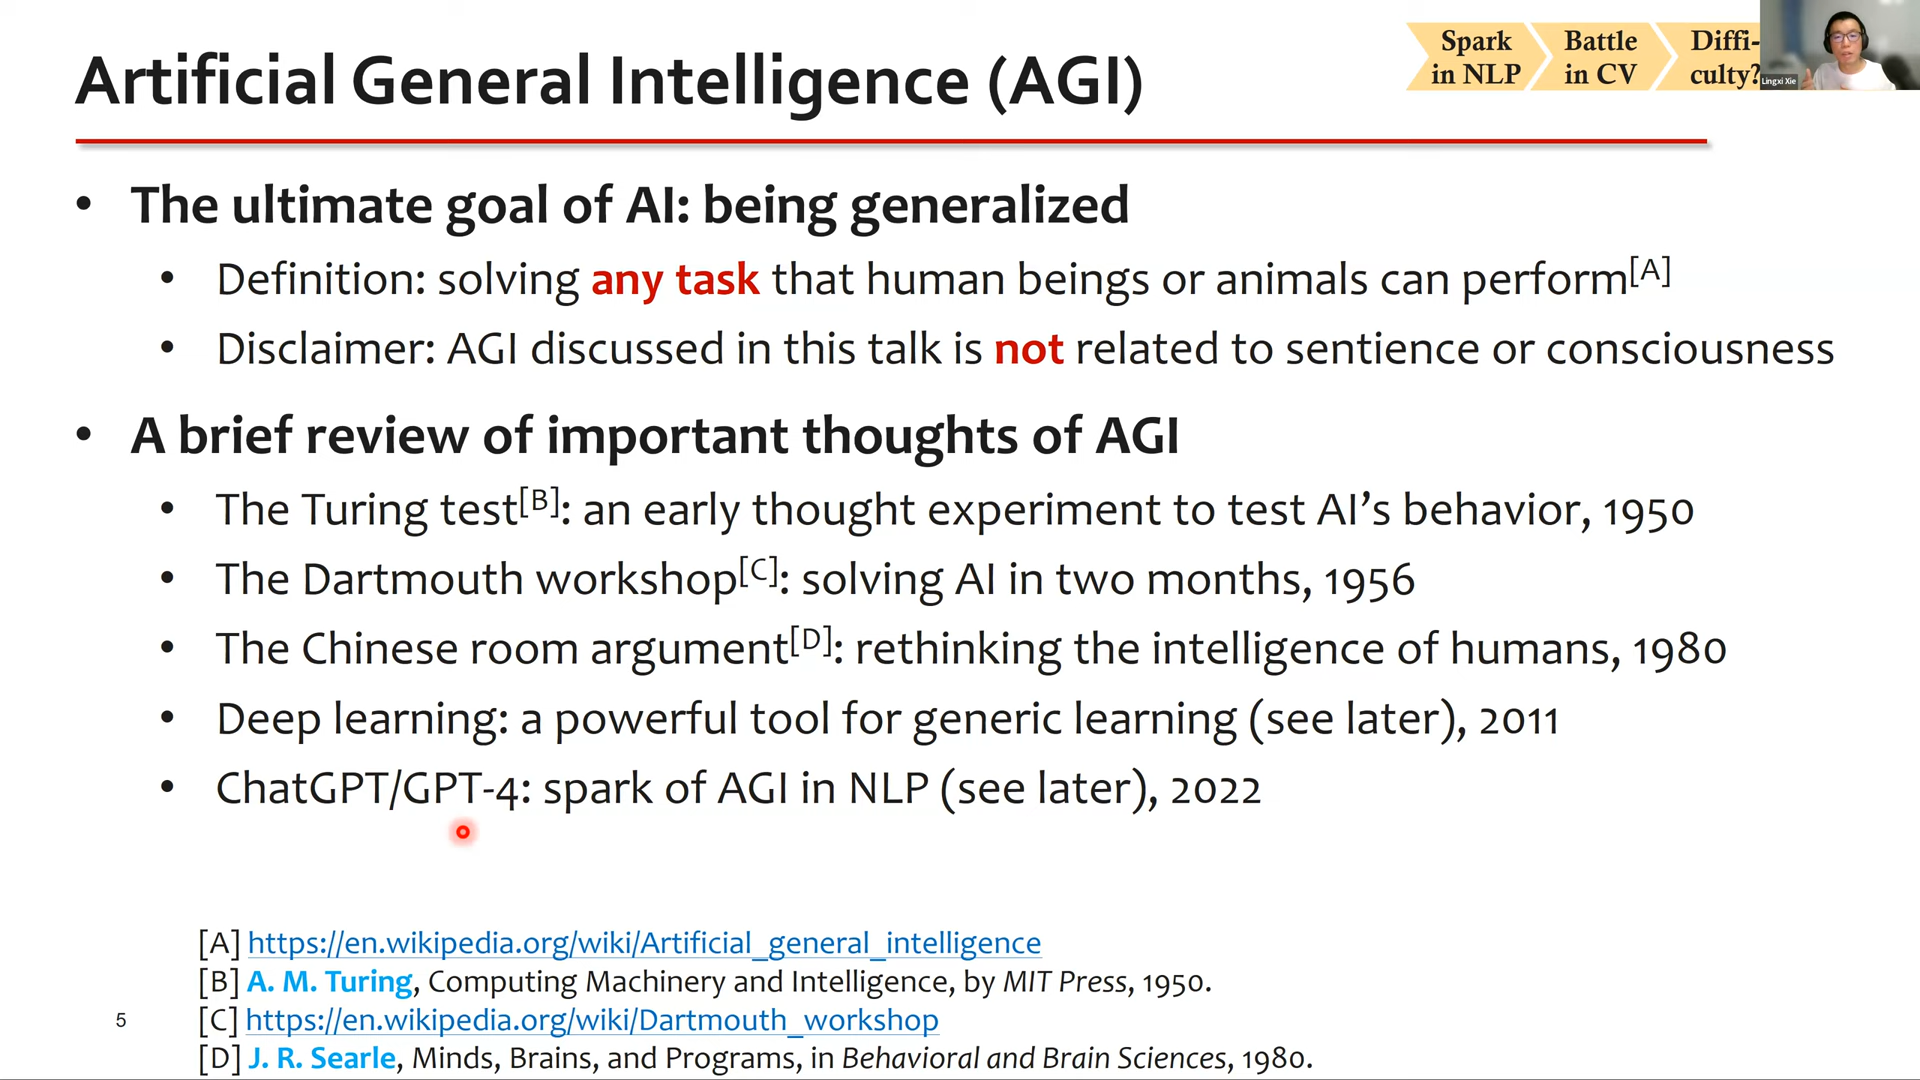 Artificial General Intelligence (AGI)
Spark in NLP
Battle in CV
Diffi-culty?
Lingxi Xie
• The ultimate goal of AI: being generalized
• Definition: solving any task that human beings or animals can perform[A]
• Disclaimer: AGI discussed in this talk is not related to sentience or consciousness
• A brief review of important thoughts of AGI
• The Turing test[B]: an early thought experiment to test AI’s behavior, 1950
• The Dartmouth workshop[C]: solving AI in two months, 1956
• The Chinese room argument[D]: rethinking the intelligence of humans, 1980
• Deep learning: a powerful tool for generic learning (see later), 2011
• ChatGPT/GPT-4: spark of AGI in NLP (see later), 2022
[A] https://en.wikipedia.org/wiki/Artificial_general_intelligence
[B] A. M. Turing, Computing Machinery and Intelligence, by MIT Press, 1950.
[C] https://en.wikipedia.org/wiki/Dartmouth_workshop
[D] J. R. Searle, Minds, Brains, and Programs, in Behavioral and Brain Sciences, 1980.
5